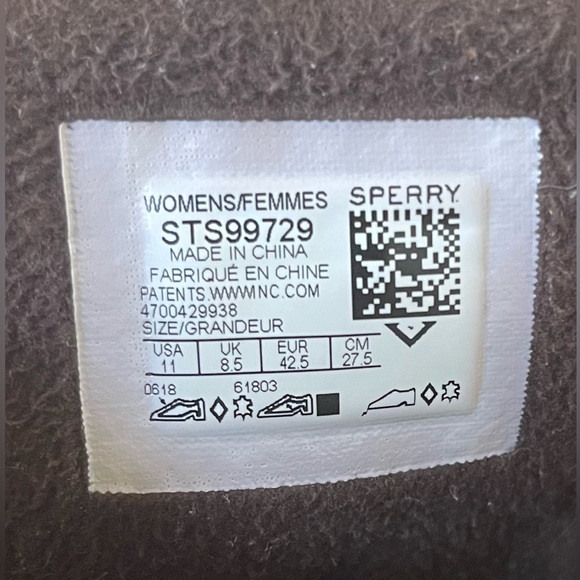 WOMENS/FEMMES SPERRY
STS99729
MADE IN CHINA
FABRIQUÉ EN CHINE
PATENTS.WWWINC.COM
4700429938
SIZE/GRANDEUR
USA UK EUR CM
11 8.5 42.5 27.5
0618 61803